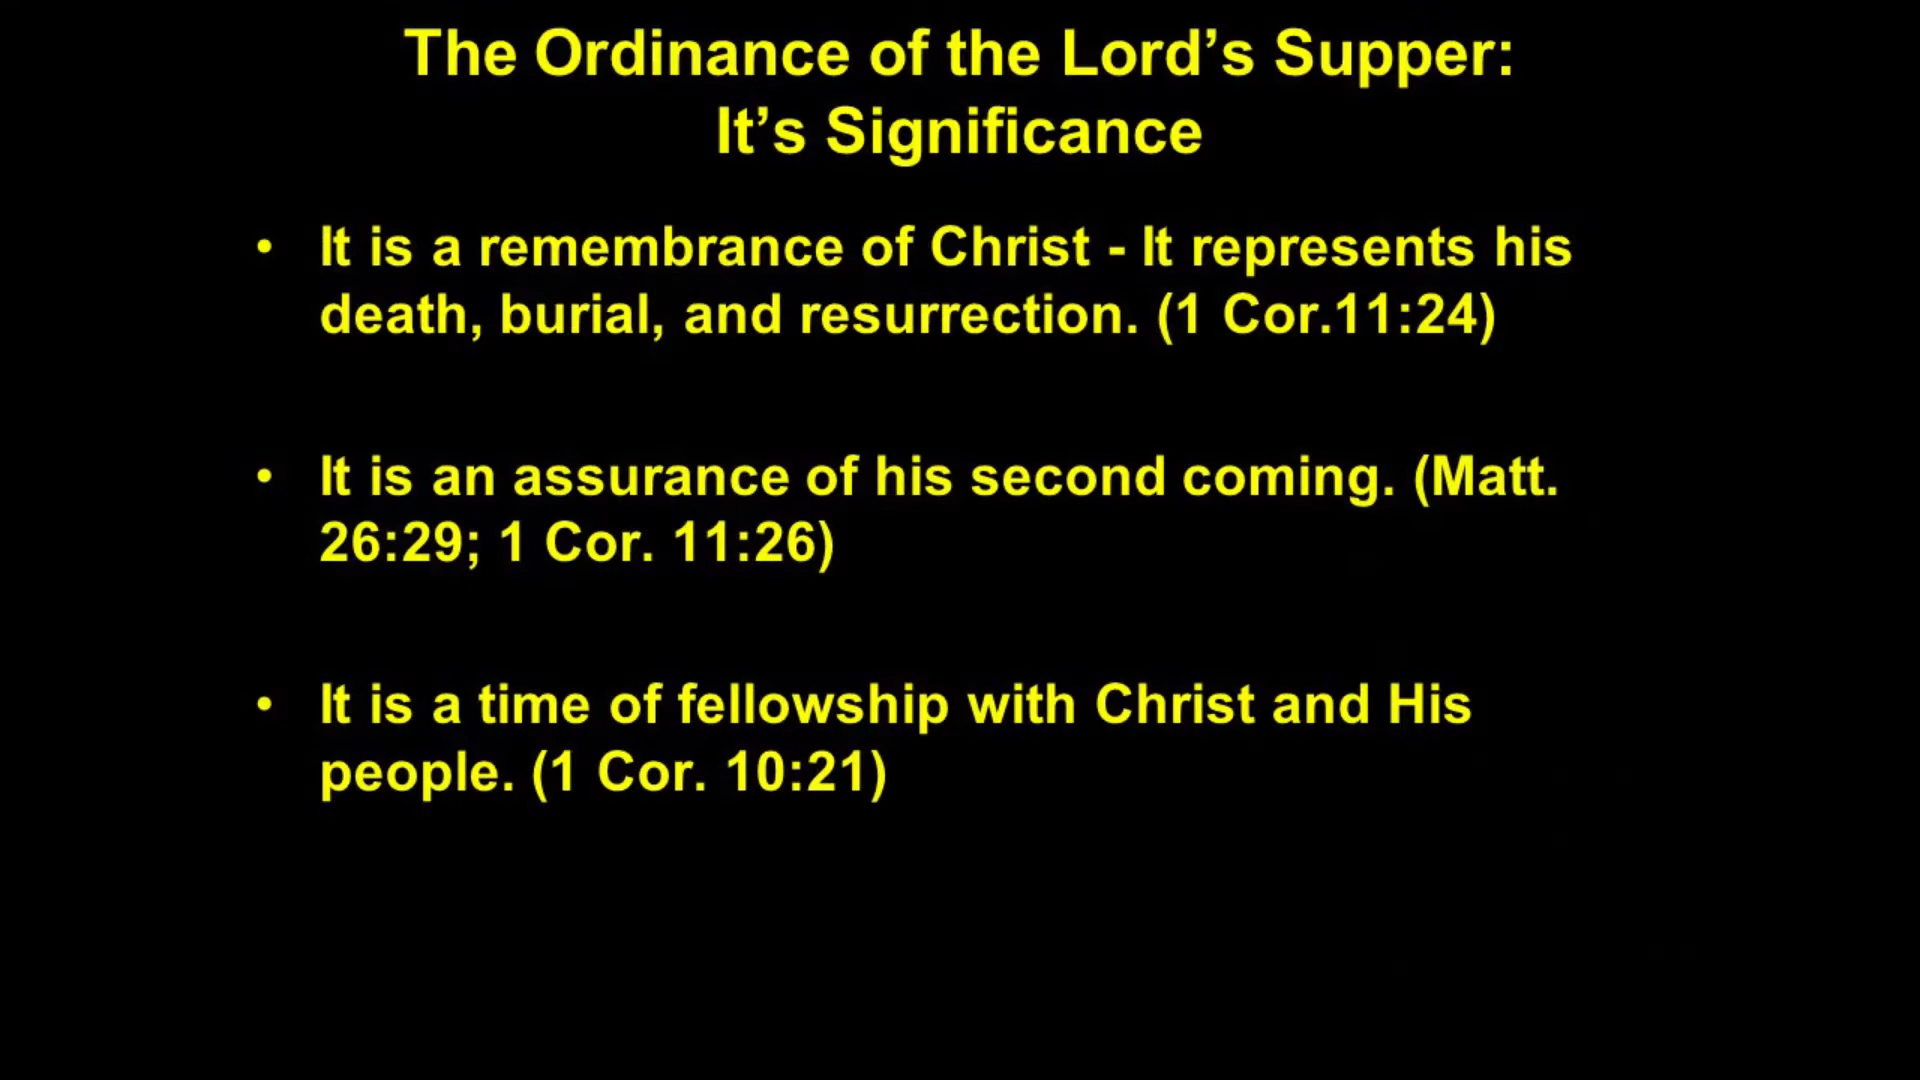 The Ordinance of the Lord’s Supper:
It’s Significance
• It is a remembrance of Christ - It represents his
death, burial, and resurrection. (1 Cor.11:24)
• It is an assurance of his second coming. (Matt.
26:29; 1 Cor. 11:26)
• It is a time of fellowship with Christ and His
people. (1 Cor. 10:21)